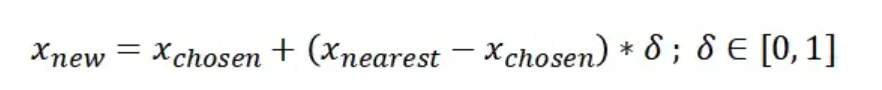 x_new = x_chosen + (x_nearest − x_chosen) * δ ; δ ∈ [0, 1]